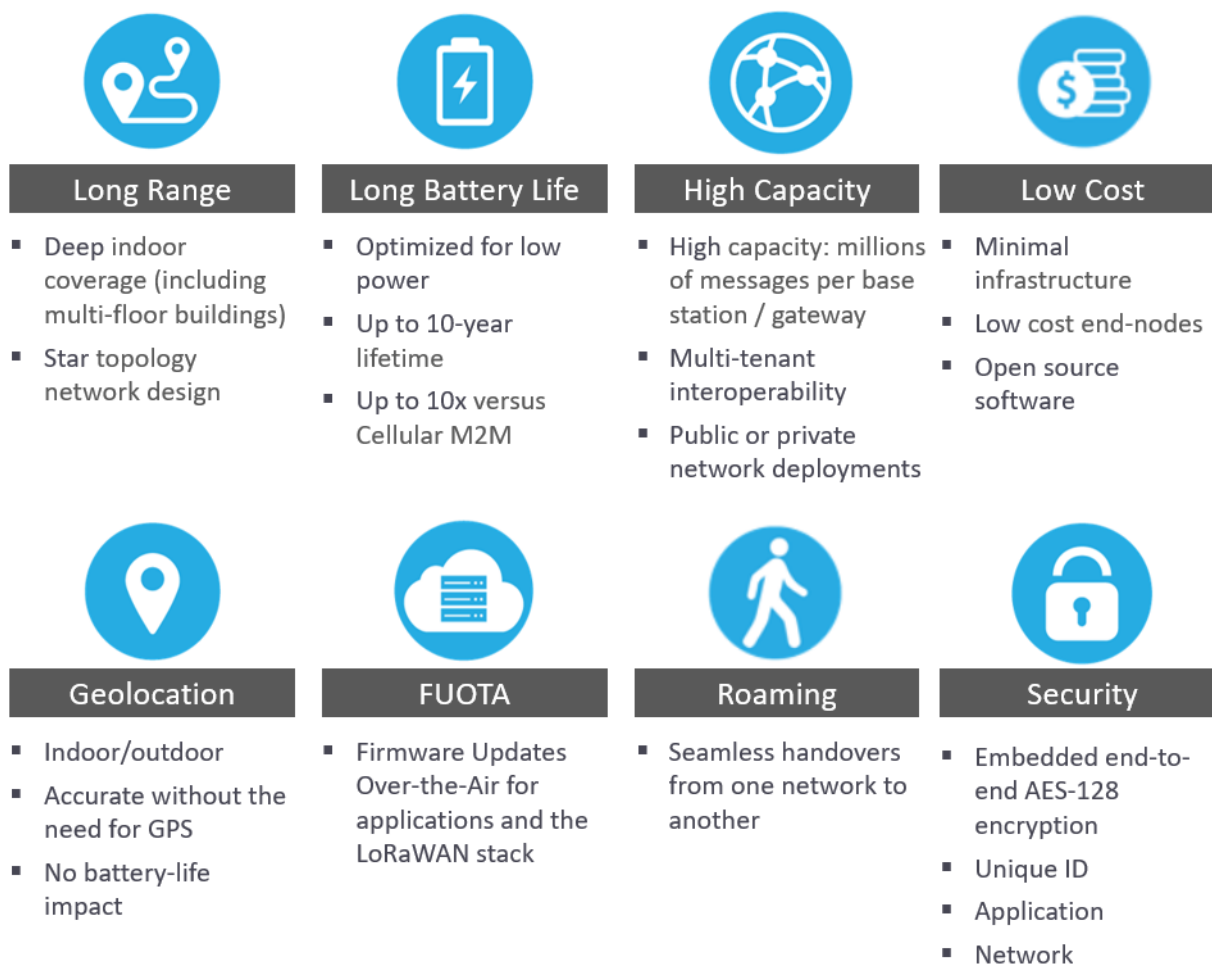 Long Range
▪ Deep indoor
coverage (including
multi-floor buildings)
▪ Star topology
network design
Long Battery Life
▪ Optimized for low
power
▪ Up to 10-year
lifetime
▪ Up to 10x versus
Cellular M2M
High Capacity
▪ High capacity: millions
of messages per base
station / gateway
▪ Multi-tenant
interoperability
▪ Public or private
network deployments
$
Low Cost
▪ Minimal
infrastructure
▪ Low cost end-nodes
▪ Open source
software
Geolocation
▪ Indoor/outdoor
▪ Accurate without the
need for GPS
▪ No battery-life
impact
FUOTA
▪ Firmware Updates
Over-the-Air for
applications and the
LoRaWAN stack
Roaming
▪ Seamless handovers
from one network to
another
Security
▪ Embedded end-to-
end AES-128
encryption
▪ Unique ID
▪ Application
▪ Network